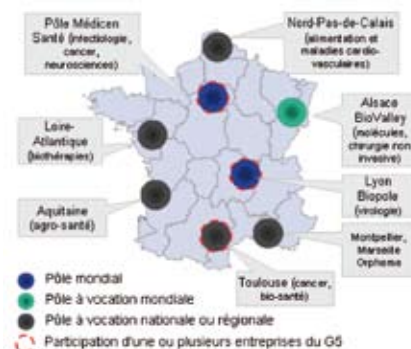 Pôle Médicen
Santé (infectiologie,
cancer,
neurosciences)
Nord-Pas-de-Calais
(alimentation et
maladies cardio-
vasculaires)
Loire-
Atlantique
(biothérapies)
Alsace
BioValley
(molécules,
chirurgie non
invasive)
Aquitaine
(agro-santé)
Lyon
Biopole
(virologie)
Montpellier,
Marseille
Orpheme
Toulouse (cancer,
bio-santé)
Pôle mondial
Pôle à vocation mondiale
Pôle à vocation nationale ou régionale
Participation d'une ou plusieurs entreprises du G5